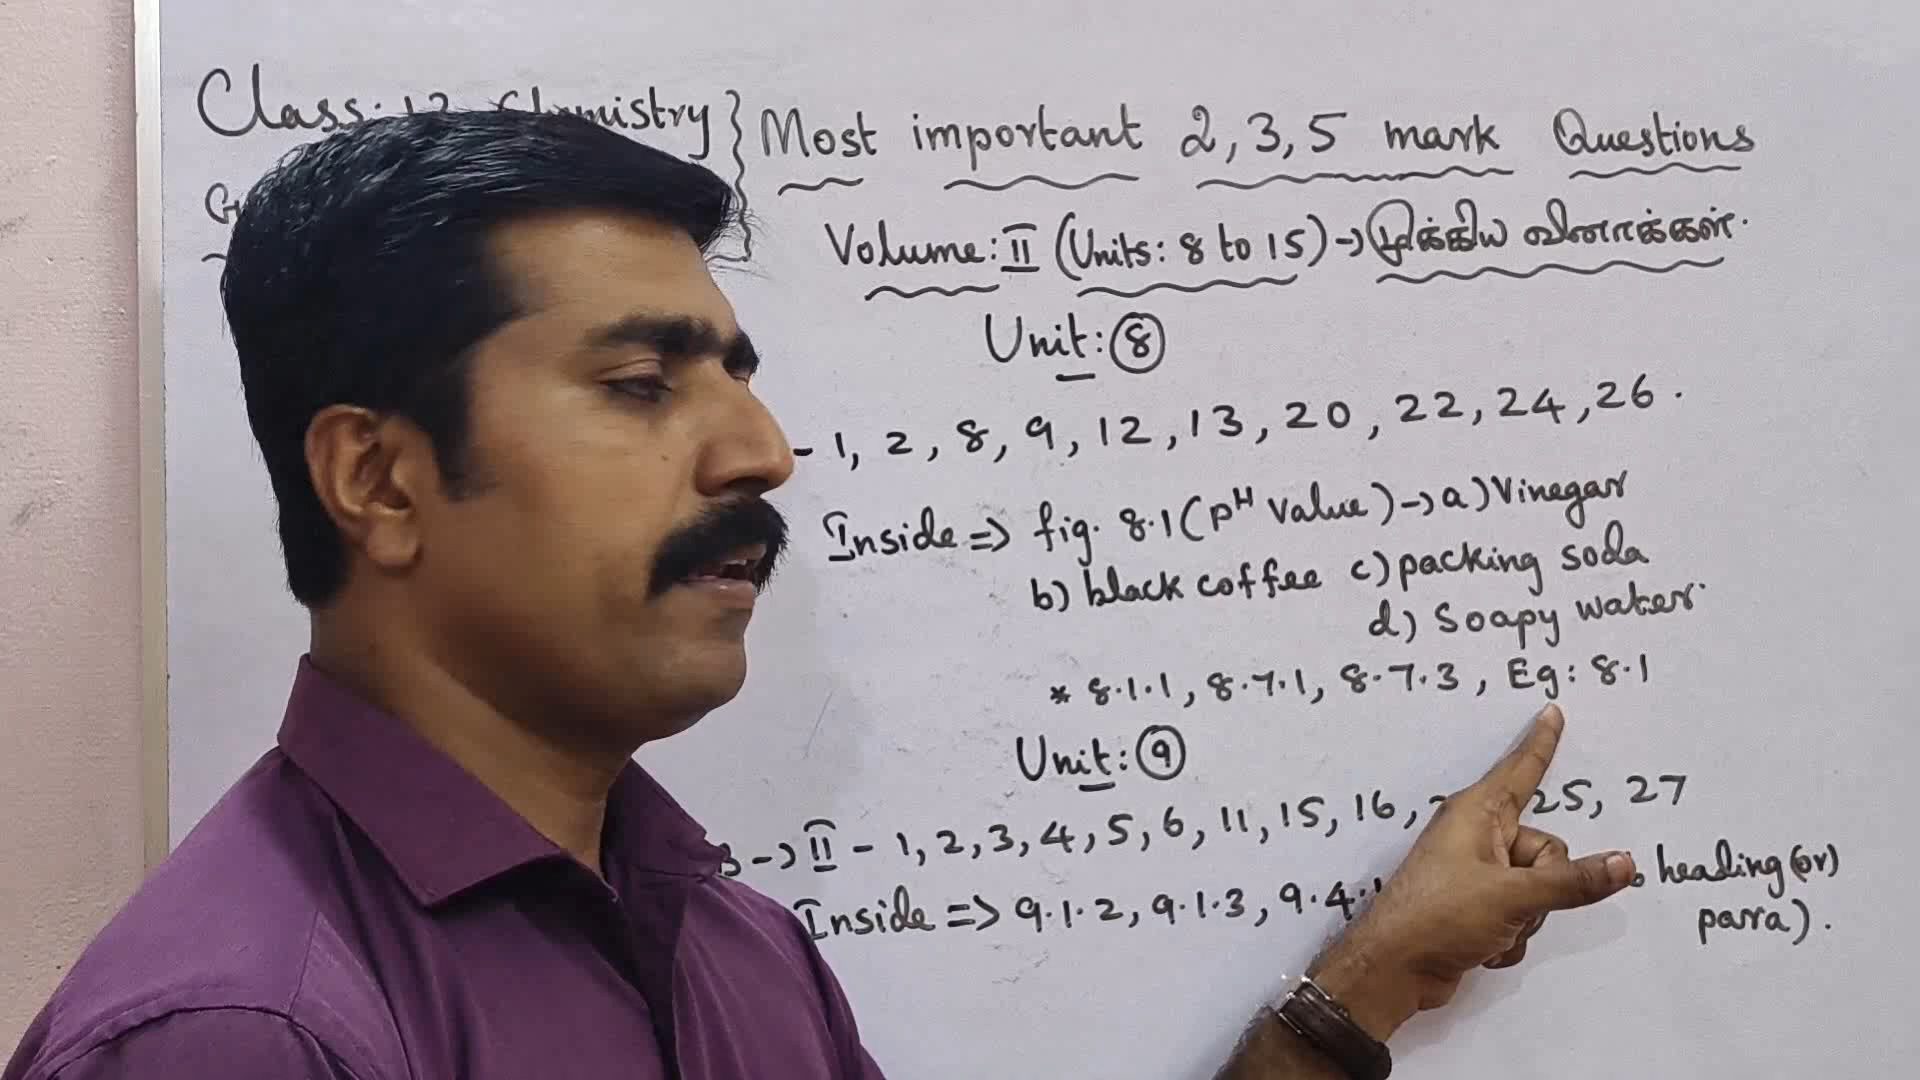 Class: 12 Chemistry } Most important 2, 3, 5 mark Questions
Volume: II (Units: 8 to 15) → முக்கிய வினாக்கள்.
Unit: 8
- 1, 2, 8, 9, 12, 13, 20, 22, 24, 26.
Inside => fig. 8.1 (pH value) → a) Vinegar
b) black coffee c) packing soda
d) Soapy water.
* 8.1.1, 8.7.1, 8.7.3, Eg: 8.1
Unit: 9
→ II - 1, 2, 3, 4, 5, 6, 11, 15, 16, 25, 27
Inside => 9.1.2, 9.1.3, 9.4. heading (or)
para).